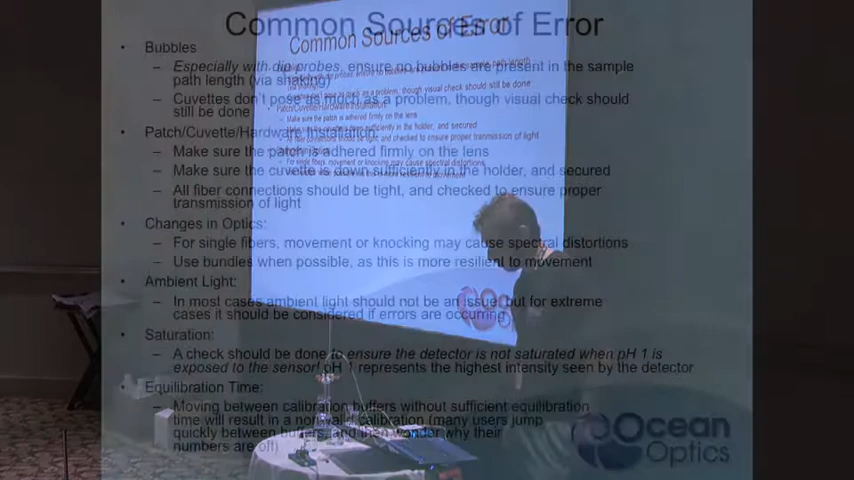 Common Sources of Error
• Bubbles
– Especially with dip probes, ensure no bubbles are present in the sample
path length (via shaking)
– Cuvettes don't pose as much as a problem, though visual check should
still be done
• Patch/Cuvette/Hardware Installation:
– Make sure the patch is adhered firmly on the lens
– Make sure the cuvette is down sufficiently in the holder, and secured
– All fiber connections should be tight, and checked to ensure proper
transmission of light
• Changes in Optics:
– For single fibers, movement or knocking may cause spectral distortions
– Use bundles when possible, as this is more resilient to movement
• Ambient Light:
– In most cases ambient light should not be an issue, but for extreme
cases it should be considered if errors are occurring
• Saturation:
– A check should be done to ensure the detector is not saturated when pH 1 is
exposed to the sensor! pH 1 represents the highest intensity seen by the detector
• Equilibration Time:
– Moving between calibration buffers without sufficient equilibration
time will result in a nonvalid calibration (many users jump
quickly between buffers, and then wonder why their
numbers are off)
Ocean
Optics
Common Sources of Error